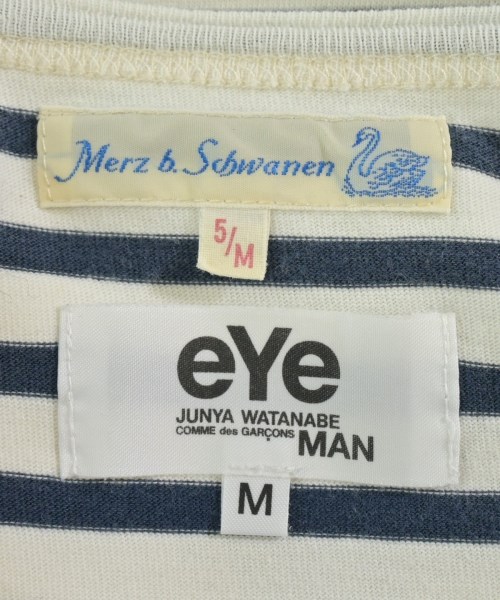 Merz b. Schwanen
5/M
eYe
JUNYA WATANABE
COMME des GARÇONS MAN
M